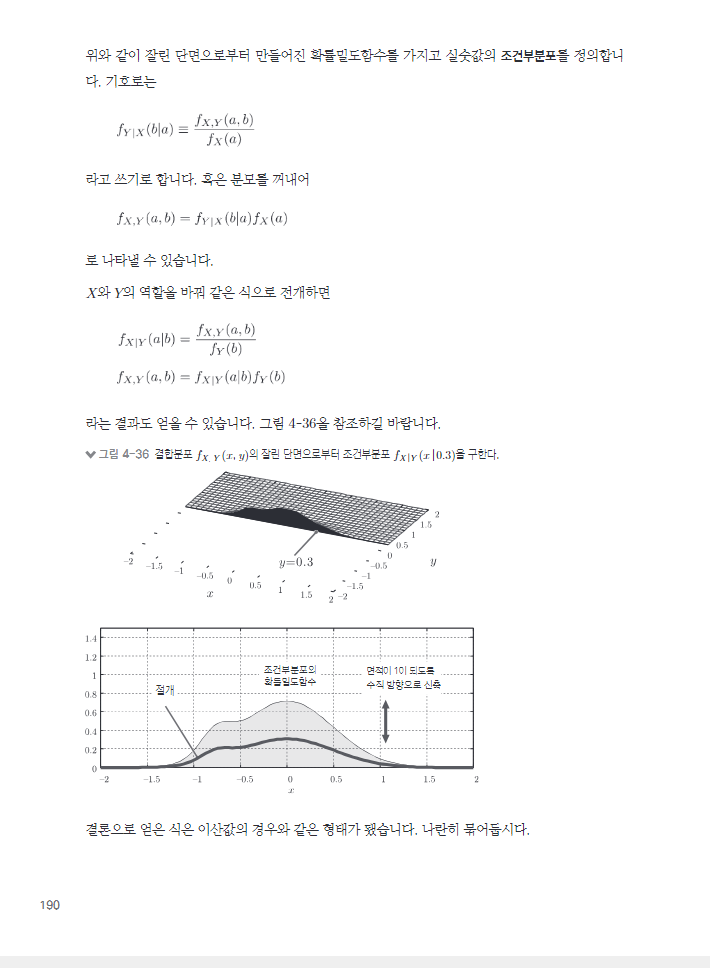 위와 같이 잘린 단면으로부터 만들어진 확률밀도함수를 가지고 실숫값의 조건부분포를 정의합니
다. 기호로는
f_{Y|X}(b|a) ≡ f_{X,Y}(a, b) / f_X(a)
라고 쓰기로 합니다. 혹은 분모를 꺼내어
f_{X,Y}(a, b) = f_{Y|X}(b|a)f_X(a)
로 나타낼 수 있습니다.
X와 Y의 역할을 바꿔 같은 식으로 전개하면
f_{X|Y}(a|b) = f_{X,Y}(a, b) / f_Y(b)
f_{X,Y}(a, b) = f_{X|Y}(a|b)f_Y(b)
라는 결과도 얻을 수 있습니다. 그림 4-36을 참조하길 바랍니다.
그림 4-36 결합분포 f_{X, Y}(x, y)의 잘린 단면으로부터 조건부분포 f_{X|Y}(x|0.3)을 구한다.
2
1.5
1
0.5
0
-0.5
-1
-1.5
-2
y
y=0.3
-2
-1.5
-1
-0.5
0
0.5
1
1.5
2
x
1.4
1.2
1
0.8
0.6
0.4
0.2
0
절개
조건부분포의
확률밀도함수
면적이 1이 되도록
수직 방향으로 신축
-2 -1.5 -1 -0.5 0 0.5 1 1.5 2
x
결론으로 얻은 식은 이산값의 경우와 같은 형태가 됐습니다. 나란히 묶어둡시다.
190